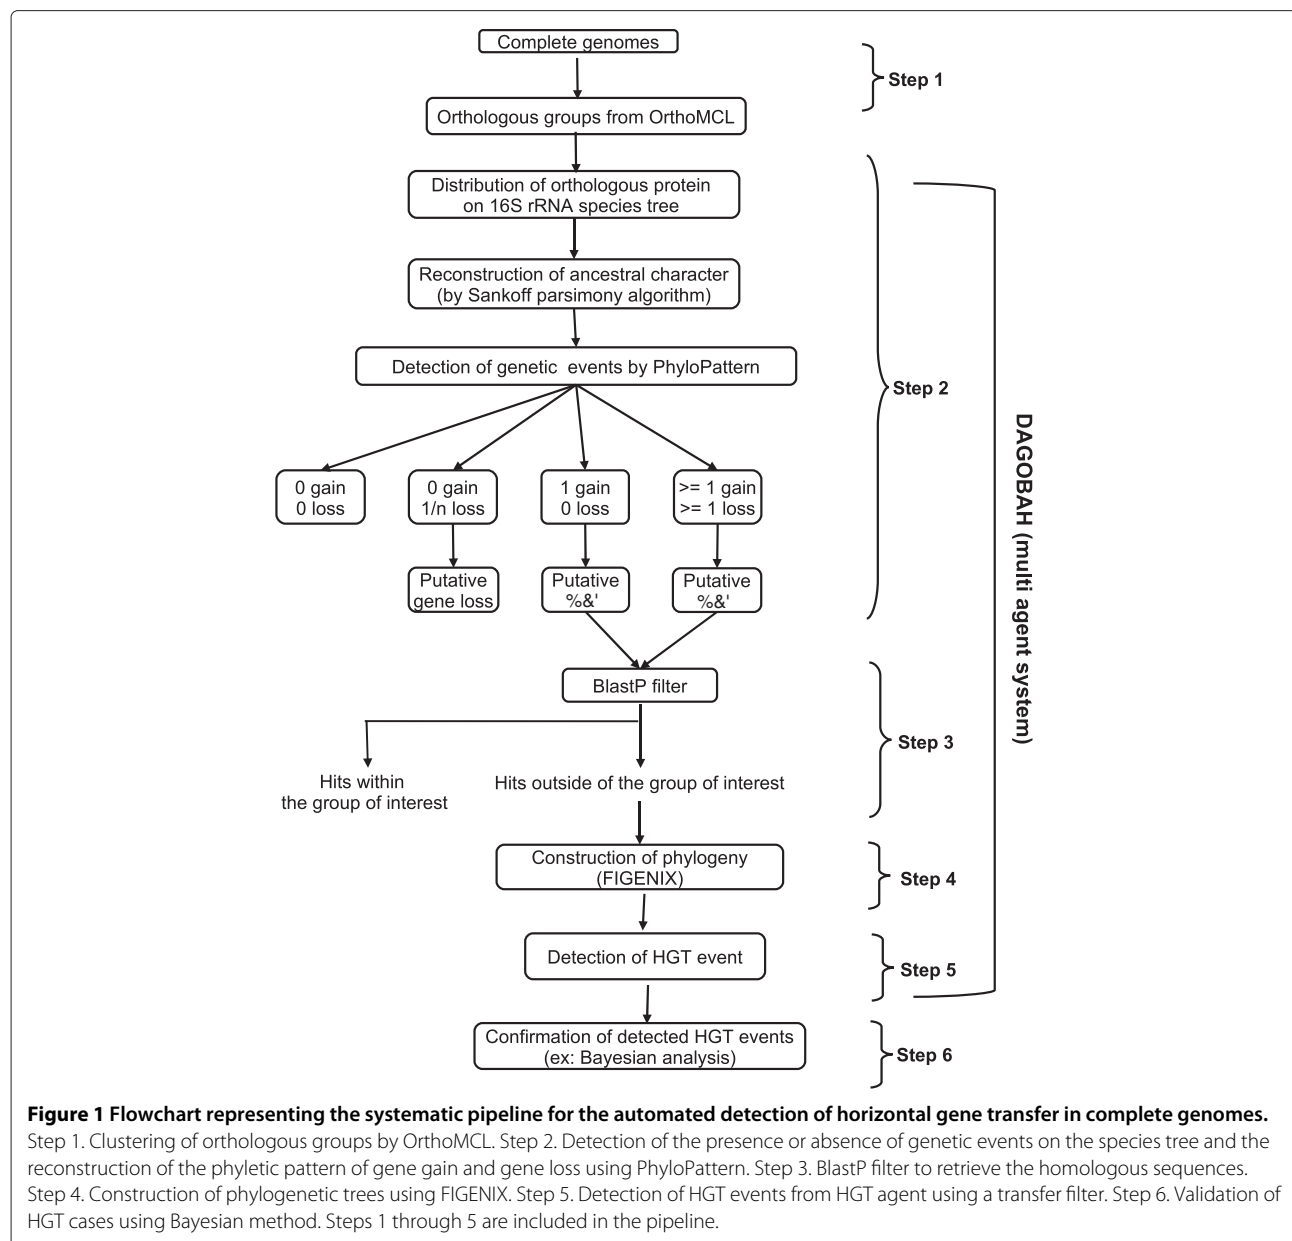 Complete genomes
Step 1
Orthologous groups from OrthoMCL
Distribution of orthologous protein
on 16S rRNA species tree
Reconstruction of ancestral character
(by Sankoff parsimony algorithm)
Detection of genetic events by PhyloPattern
Step 2
0 gain
0 loss
0 gain
1/n loss
1 gain
0 loss
>= 1 gain
>= 1 loss
Putative
gene loss
Putative
%&'
Putative
%&'
DAGOBAH (multi agent system)
BlastP filter
Step 3
Hits within
the group of interest
Hits outside of the group of interest
Construction of phylogeny
(FIGENIX)
Step 4
Detection of HGT event
Step 5
Confirmation of detected HGT events
(ex: Bayesian analysis)
Step 6
Figure 1 Flowchart representing the systematic pipeline for the automated detection of horizontal gene transfer in complete genomes.
Step 1. Clustering of orthologous groups by OrthoMCL. Step 2. Detection of the presence or absence of genetic events on the species tree and the
reconstruction of the phyletic pattern of gene gain and gene loss using PhyloPattern. Step 3. BlastP filter to retrieve the homologous sequences.
Step 4. Construction of phylogenetic trees using FIGENIX. Step 5. Detection of HGT events from HGT agent using a transfer filter. Step 6. Validation of
HGT cases using Bayesian method. Steps 1 through 5 are included in the pipeline.